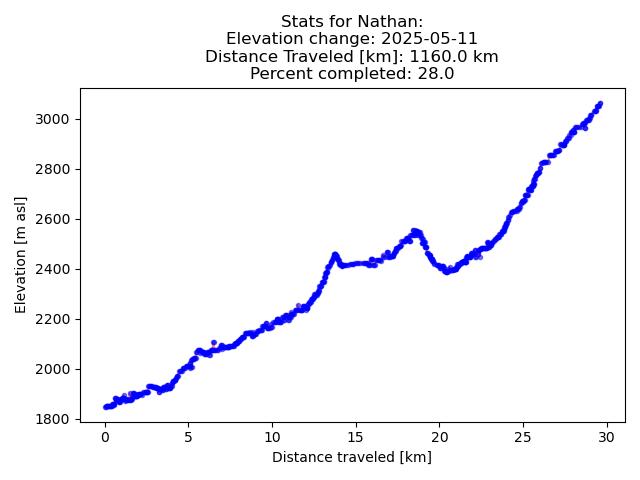 Stats for Nathan:
Elevation change: 2025-05-11
Distance Traveled [km]: 1160.0 km
Percent completed: 28.0
3000
2800
2600
2400
2200
2000
1800
Elevation [m asl]
0 5 10 15 20 25 30
Distance traveled [km]